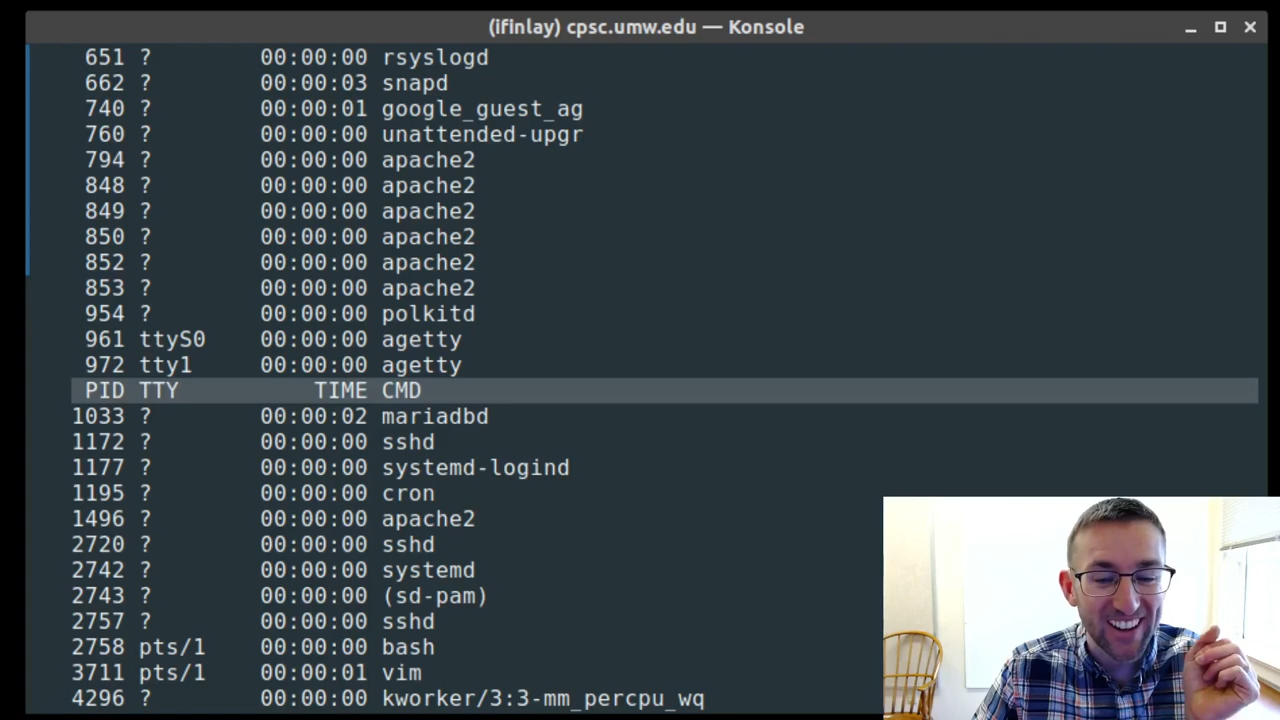 (ifinlay) cpsc.umw.edu — Konsole
651 ? 00:00:00 rsyslogd
662 ? 00:00:03 snapd
740 ? 00:00:01 google_guest_ag
760 ? 00:00:00 unattended-upgr
794 ? 00:00:00 apache2
848 ? 00:00:00 apache2
849 ? 00:00:00 apache2
850 ? 00:00:00 apache2
852 ? 00:00:00 apache2
853 ? 00:00:00 apache2
954 ? 00:00:00 polkitd
961 ttyS0 00:00:00 agetty
972 tty1 00:00:00 agetty
PID TTY TIME CMD
1033 ? 00:00:02 mariadbd
1172 ? 00:00:00 sshd
1177 ? 00:00:00 systemd-logind
1195 ? 00:00:00 cron
1496 ? 00:00:00 apache2
2720 ? 00:00:00 sshd
2742 ? 00:00:00 systemd
2743 ? 00:00:00 (sd-pam)
2757 ? 00:00:00 sshd
2758 pts/1 00:00:00 bash
3711 pts/1 00:00:01 vim
4296 ? 00:00:00 kworker/3:3-mm_percpu_wq